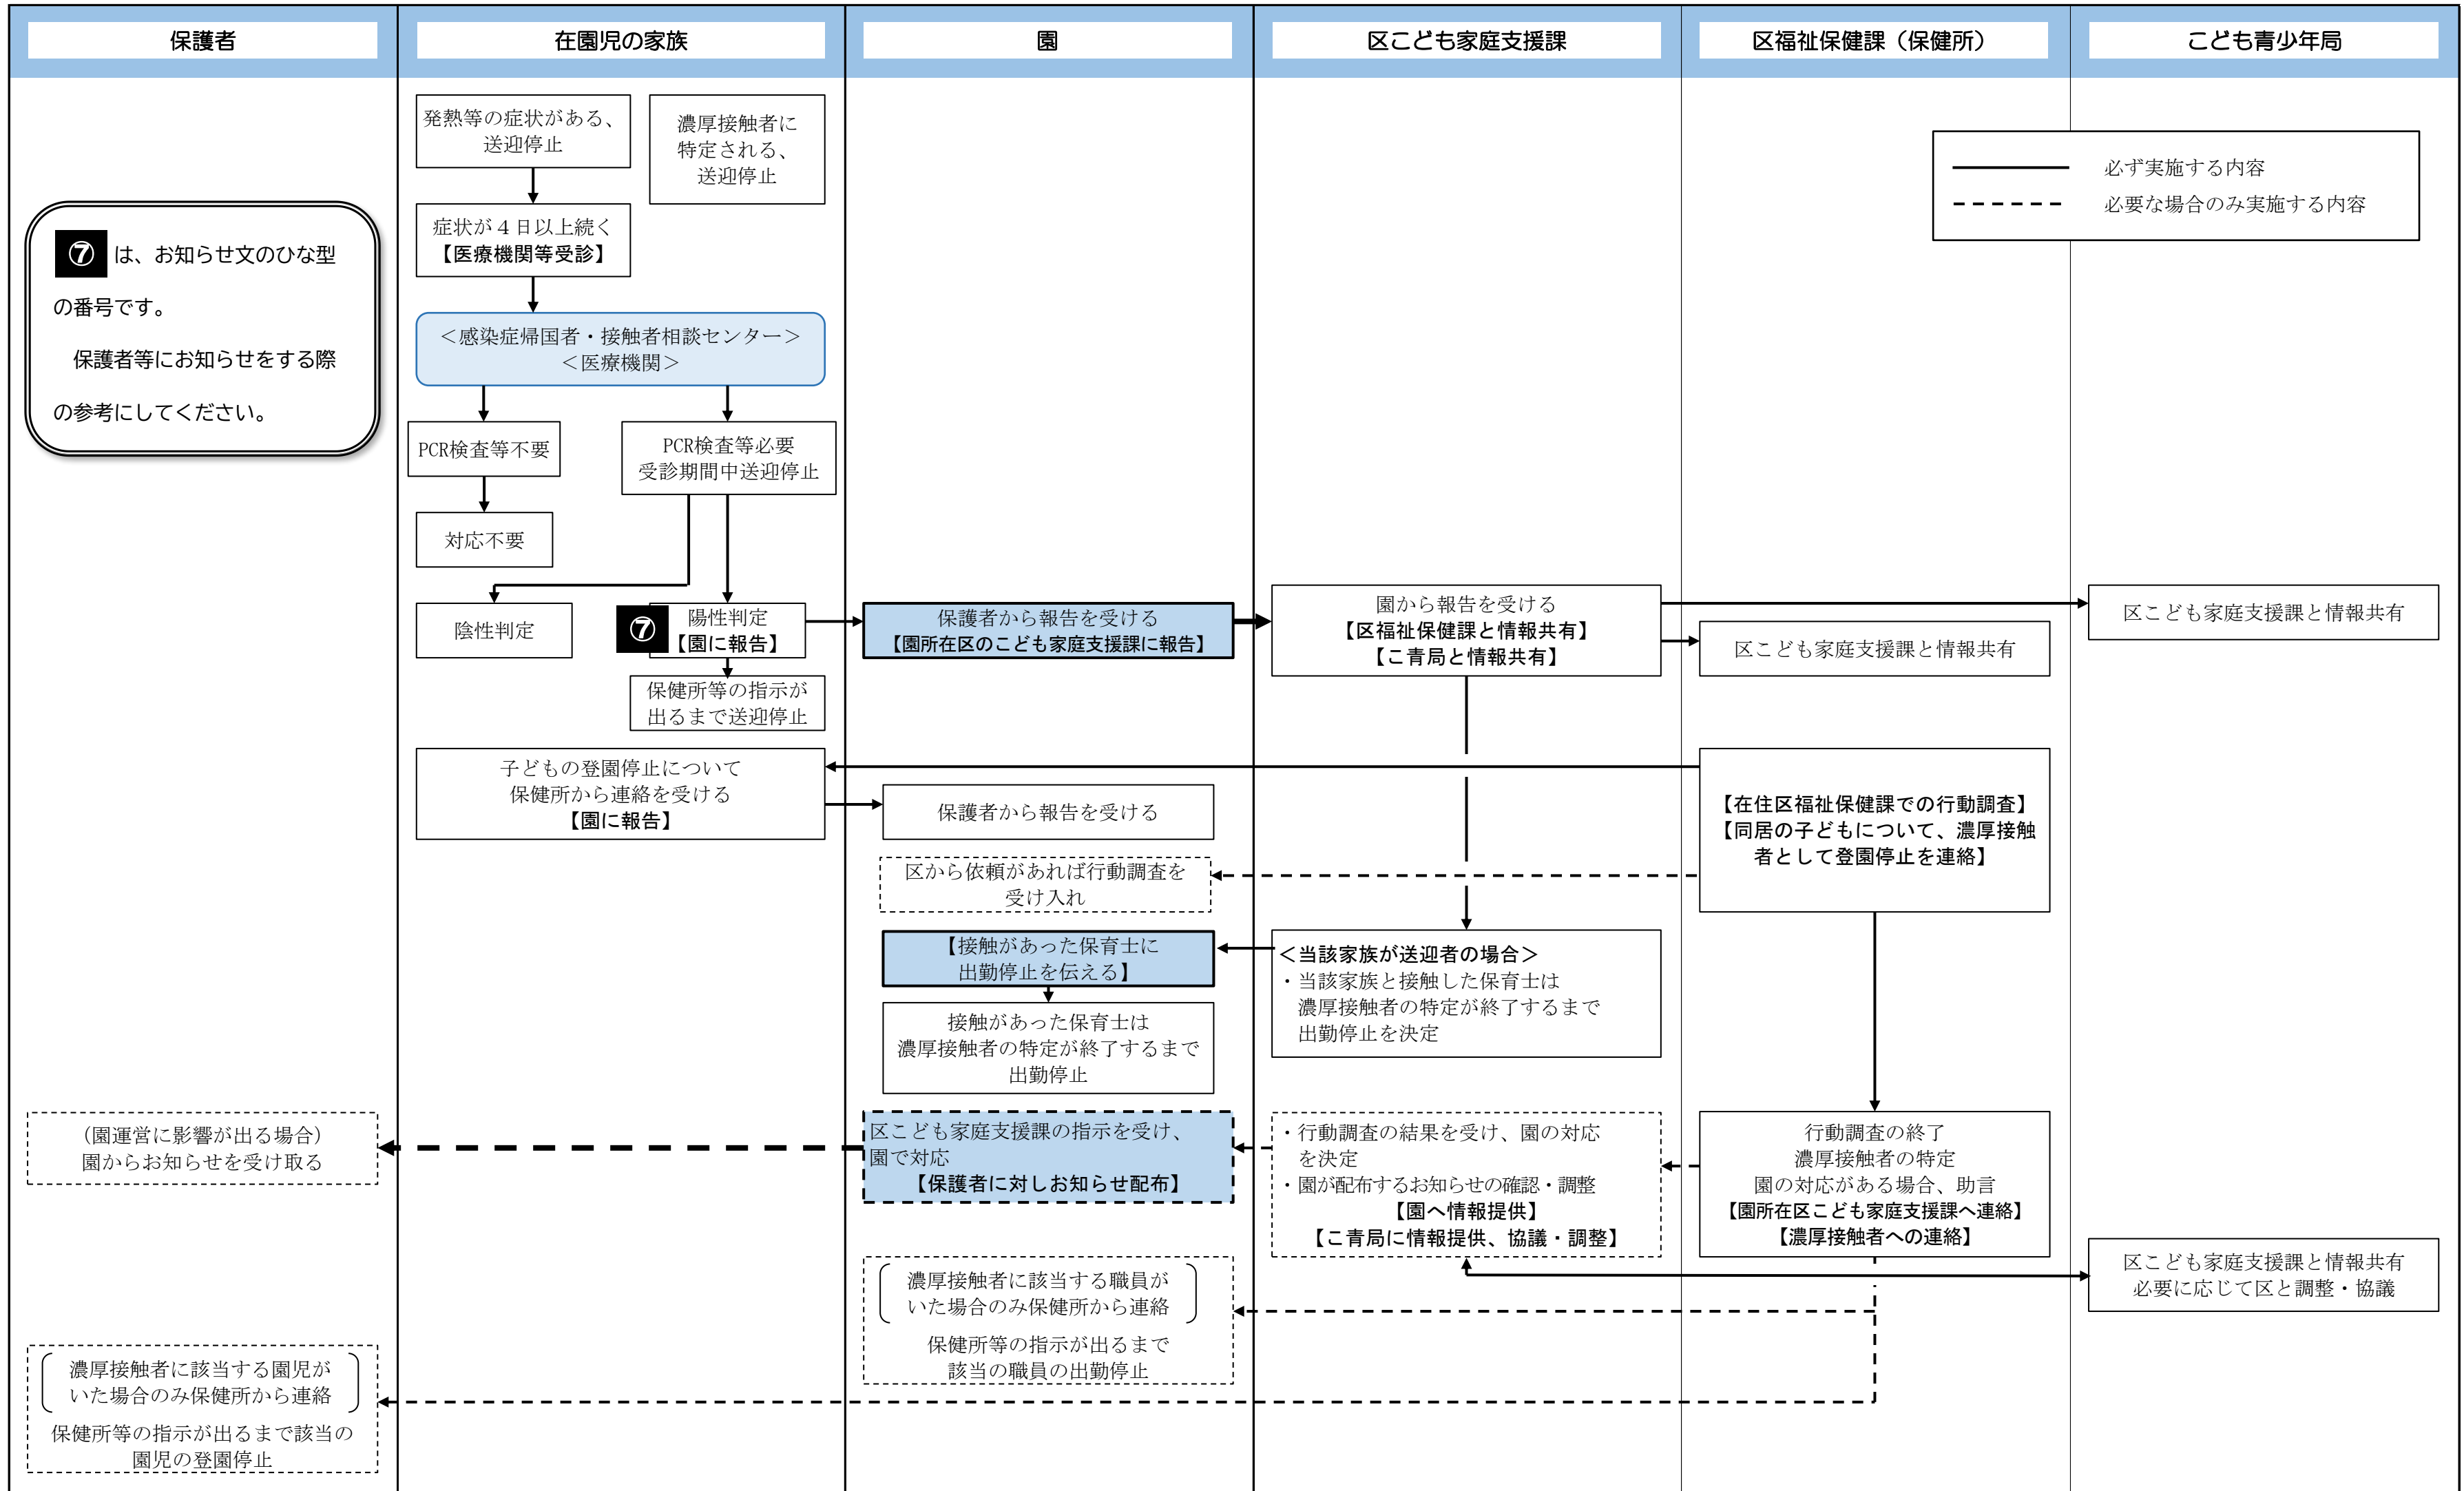 保護者
在園児の家族
園
区こども家庭支援課
区福祉保健課（保健所）
こども青少年局
必ず実施する内容
必要な場合のみ実施する内容
⑦ は、お知らせ文のひな型
の番号です。
保護者等にお知らせをする際
の参考にしてください。
発熱等の症状がある、
送迎停止
濃厚接触者に
特定される、
送迎停止
症状が４日以上続く
【医療機関等受診】
＜感染症帰国者・接触者相談センター＞
＜医療機関＞
PCR検査等不要
PCR検査等必要
受診期間中送迎停止
対応不要
陰性判定
⑦
陽性判定
【園に報告】
保健所等の指示が
出るまで送迎停止
保護者から報告を受ける
【園所在区のこども家庭支援課に報告】
園から報告を受ける
【区福祉保健課と情報共有】
【こ青局と情報共有】
区こども家庭支援課と情報共有
区こども家庭支援課と情報共有
子どもの登園停止について
保健所から連絡を受ける
【園に報告】
保護者から報告を受ける
【在住区福祉保健課での行動調査】
【同居の子どもについて、濃厚接触
者として登園停止を連絡】
区から依頼があれば行動調査を
受け入れ
【接触があった保育士に
出勤停止を伝える】
＜当該家族が送迎者の場合＞
・当該家族と接触した保育士は
濃厚接触者の特定が終了するまで
出勤停止を決定
接触があった保育士は
濃厚接触者の特定が終了するまで
出勤停止
（園運営に影響が出る場合）
園からお知らせを受け取る
区こども家庭支援課の指示を受け、
園で対応
【保護者に対しお知らせ配布】
・行動調査の結果を受け、園の対応
を決定
・園が配布するお知らせの確認・調整
【園へ情報提供】
【こ青局に情報提供、協議・調整】
行動調査の終了
濃厚接触者の特定
園の対応がある場合、助言
【園所在区こども家庭支援課へ連絡】
【濃厚接触者への連絡】
区こども家庭支援課と情報共有
必要に応じて区と調整・協議
濃厚接触者に該当する職員が
いた場合のみ保健所から連絡
保健所等の指示が出るまで
該当の職員の出勤停止
濃厚接触者に該当する園児が
いた場合のみ保健所から連絡
保健所等の指示が出るまで該当の
園児の登園停止